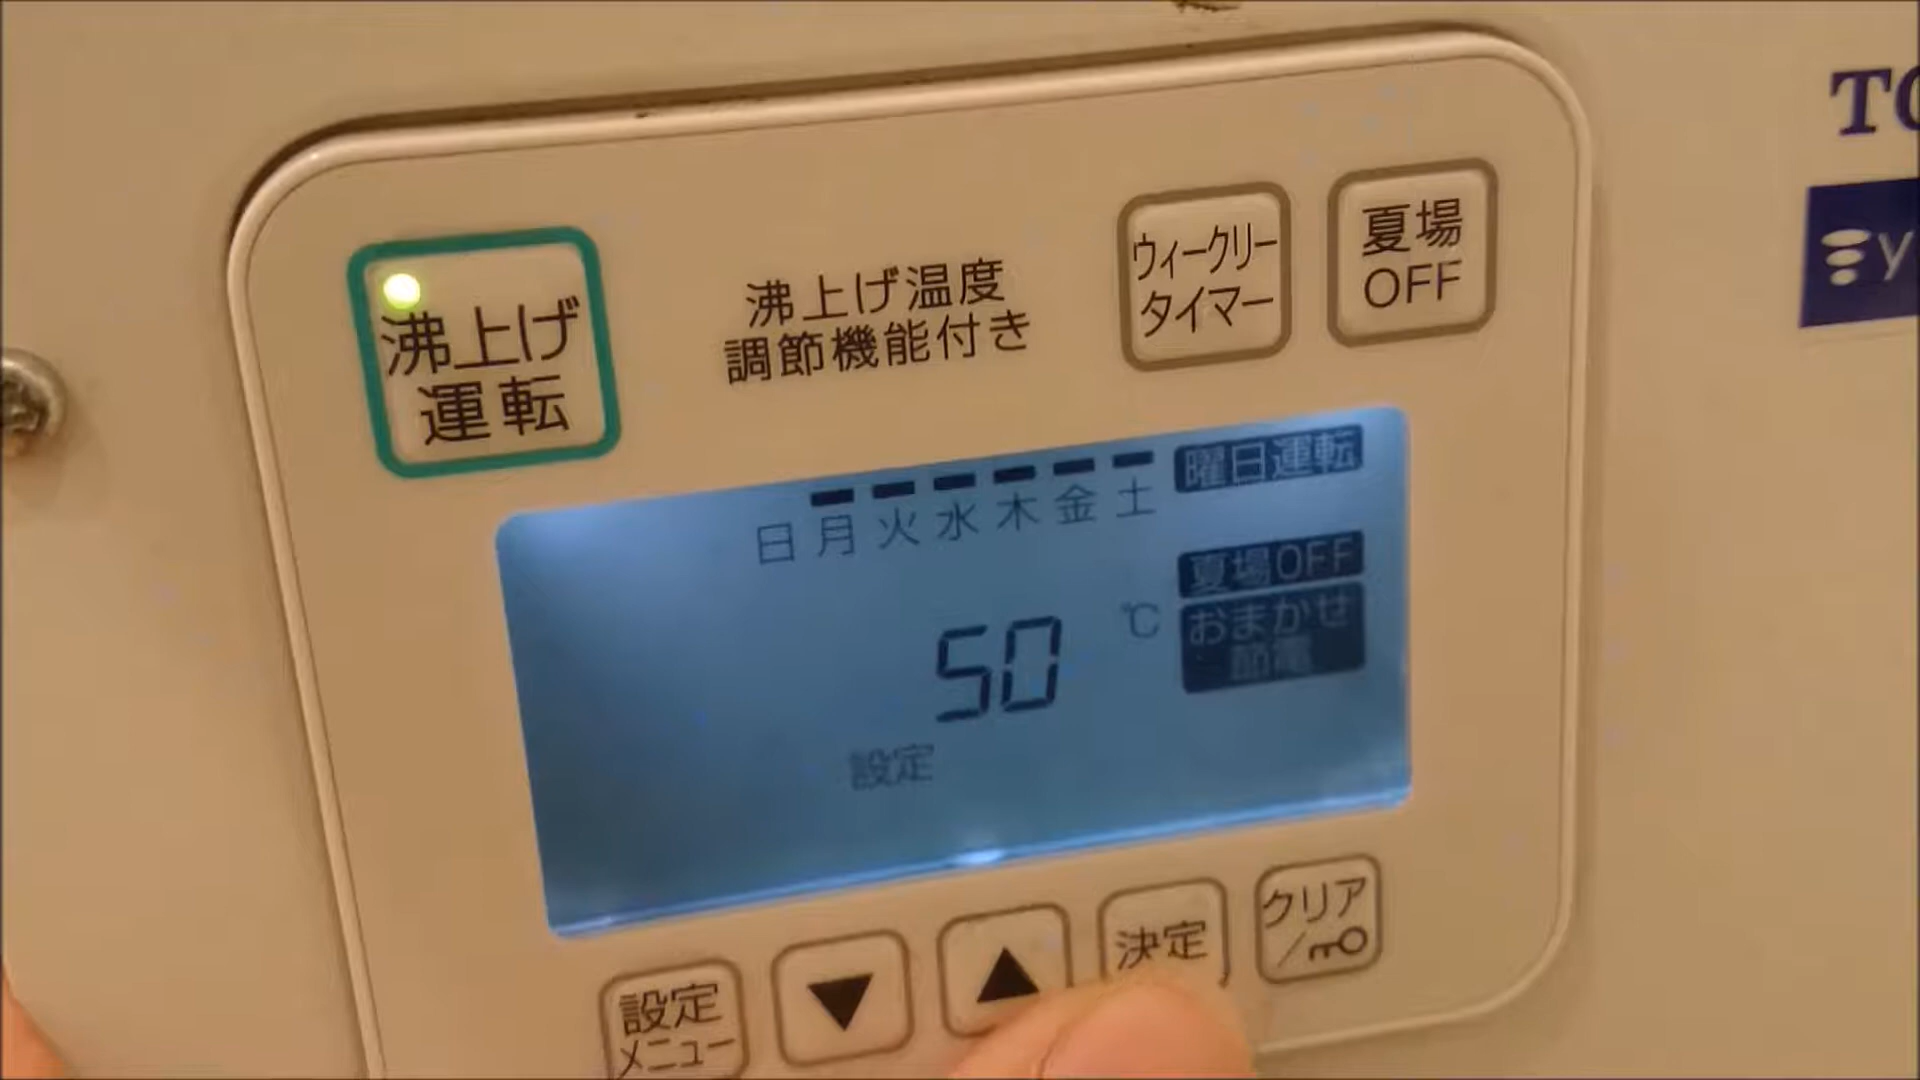 TO
y
沸上げ
運転
沸上げ温度
調節機能付き
ウィークリー
タイマー
夏場
OFF
曜日運転
日 月 火 水 木 金 土
夏場OFF
おまかせ
節電
50 ℃
設定
設定
メニュー
▼
▲
決定
クリア
/